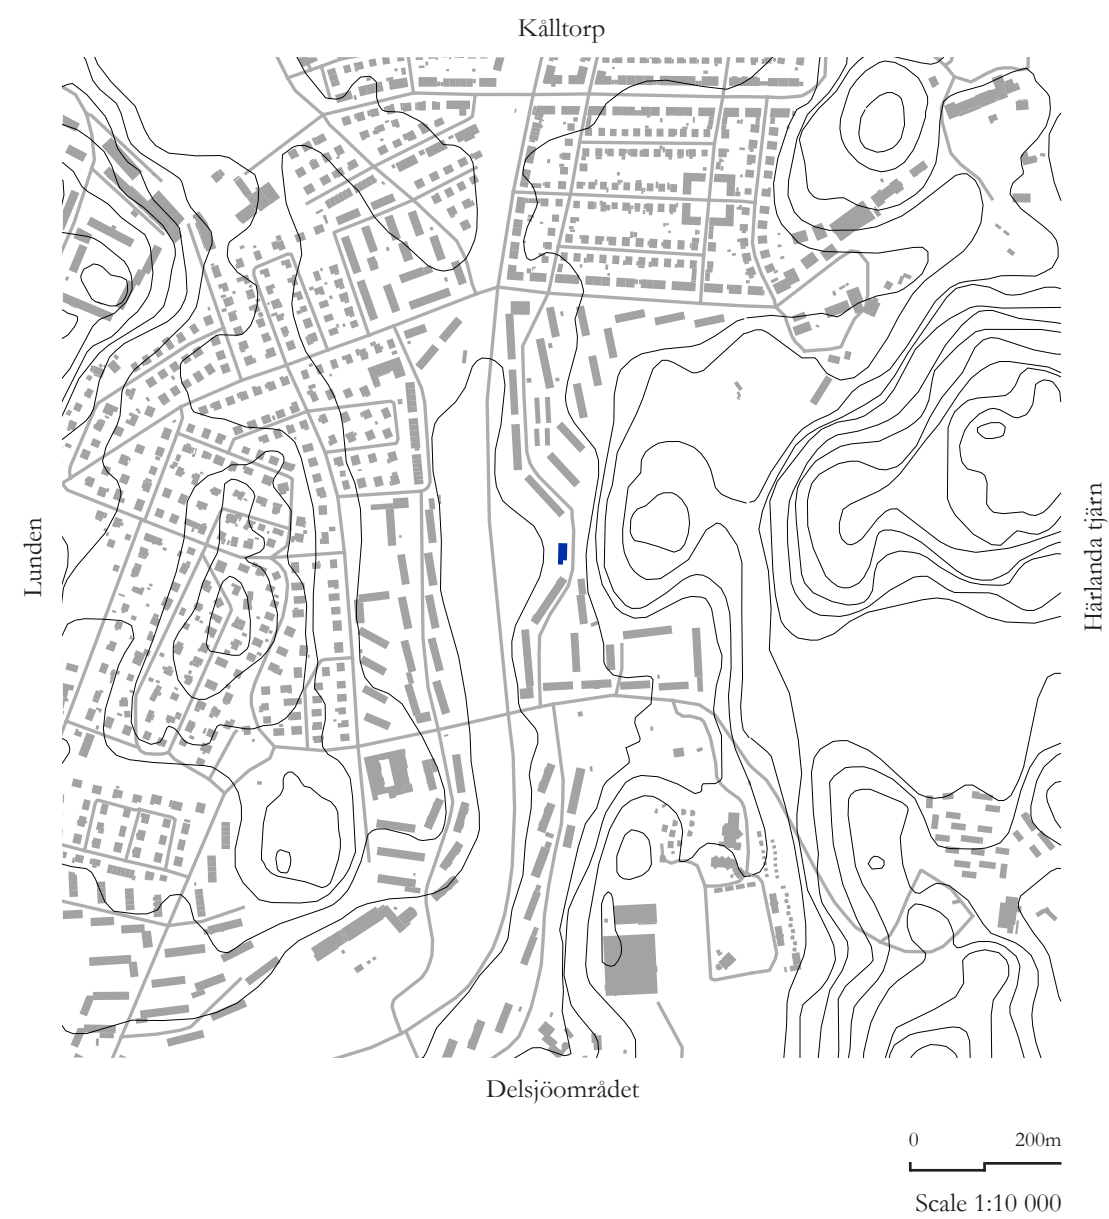 Kålltorp
Lunden
Härlanda tjärn
Delsjöområdet
0 200m
Scale 1:10 000